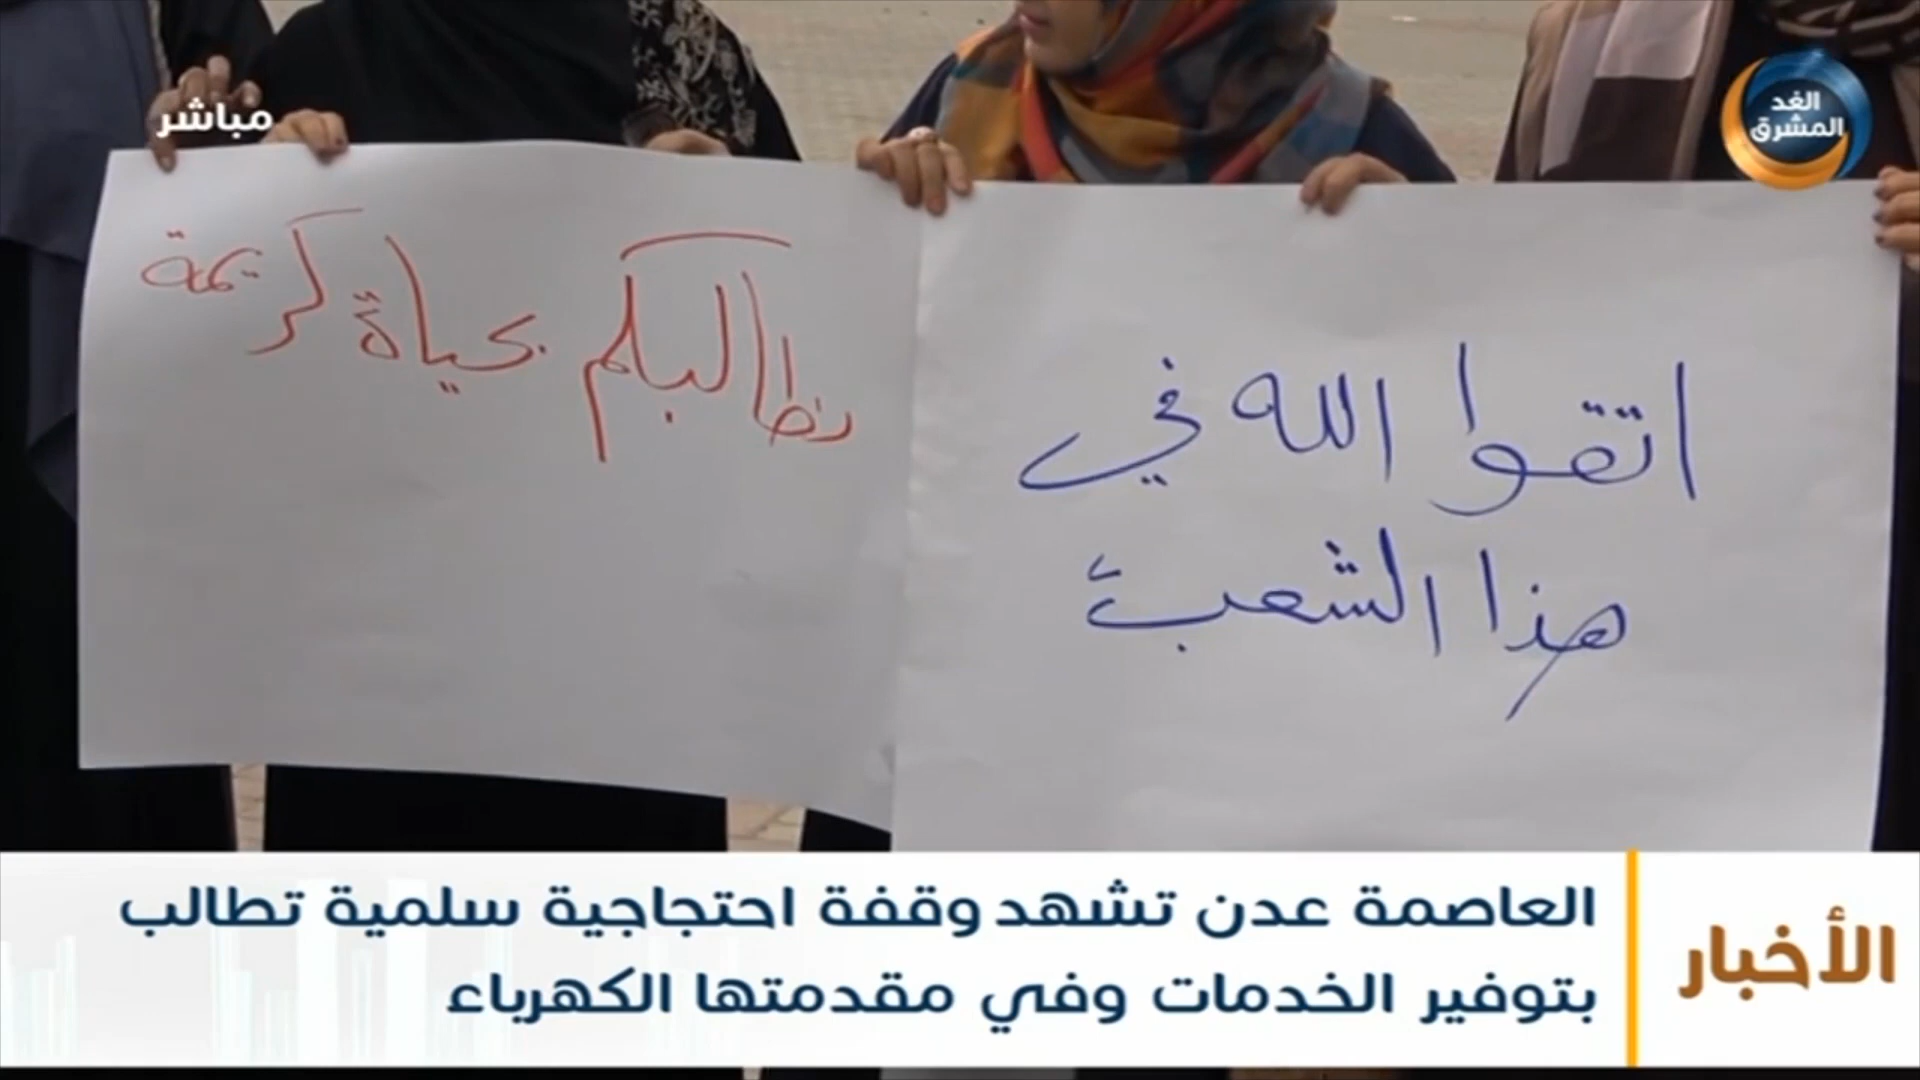 مباشر
الغد
المشرق
نطالبكم بحياة كريمة
اتقوا الله في
هذا الشعب
الأخبار
العاصمة عدن تشهد وقفة احتجاجية سلمية تطالب
بتوفير الخدمات وفي مقدمتها الكهرباء